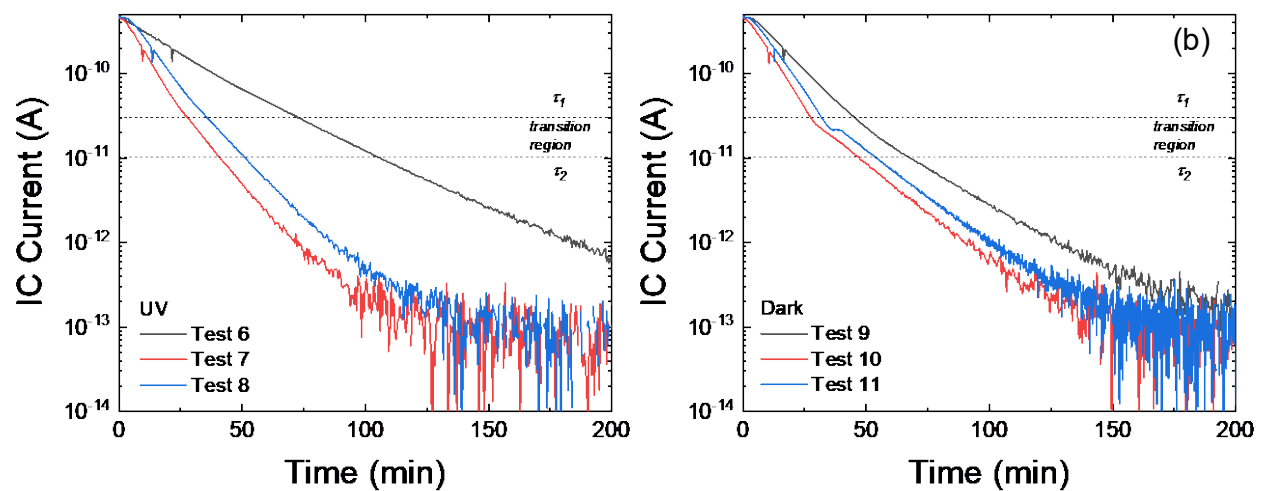 IC Current (A)
10⁻¹⁰
10⁻¹¹
10⁻¹²
10⁻¹³
10⁻¹⁴
τ₁
transition
region
τ₂
UV
Test 6
Test 7
Test 8
0 50 100 150 200
Time (min)
(b)
IC Current (A)
10⁻¹⁰
10⁻¹¹
10⁻¹²
10⁻¹³
10⁻¹⁴
τ₁
transition
region
τ₂
Dark
Test 9
Test 10
Test 11
0 50 100 150 200
Time (min)